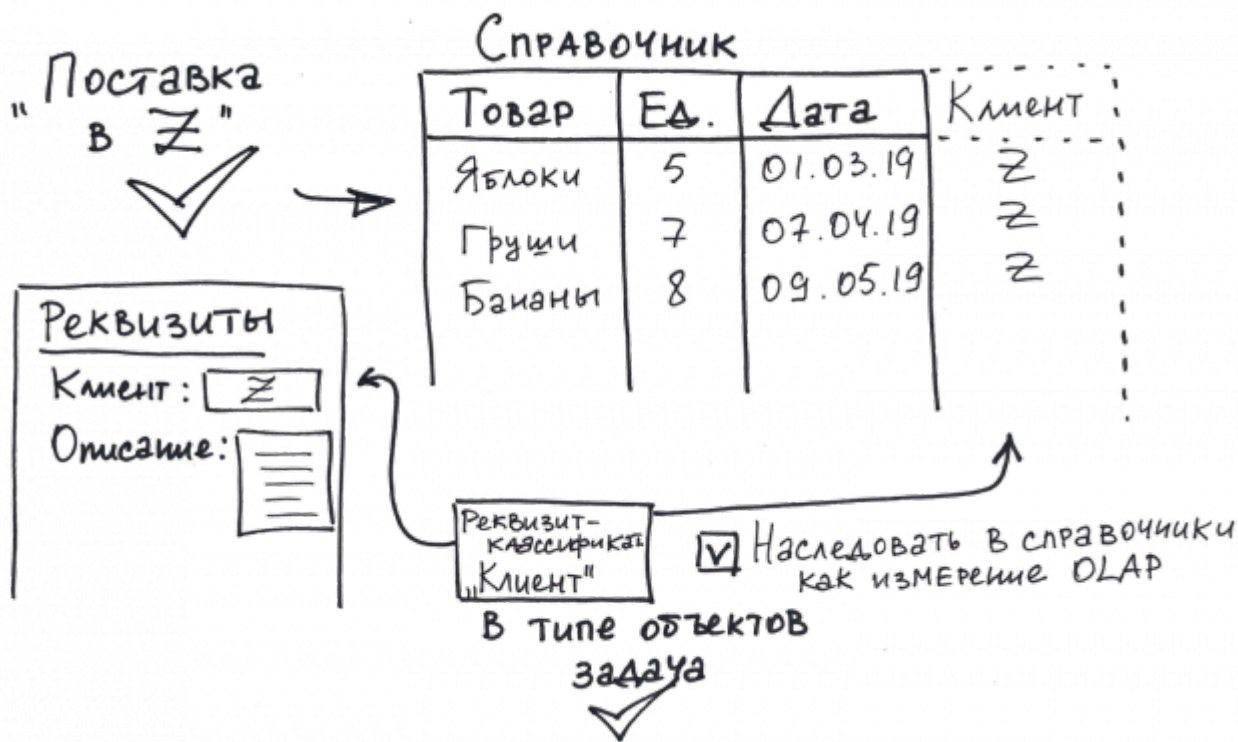 Справочник
"Поставка
в Z"
Товар Ед. Дата Клиент
Яблоки 5 01.03.19 Z
Груши 7 07.04.19 Z
Бананы 8 09.05.19 Z
Реквизиты
Клиент: Z
Описание:
Реквизит-
классификат.
"Клиент"
V Наследовать в справочники
как измерение OLAP
в типе объектов
задача